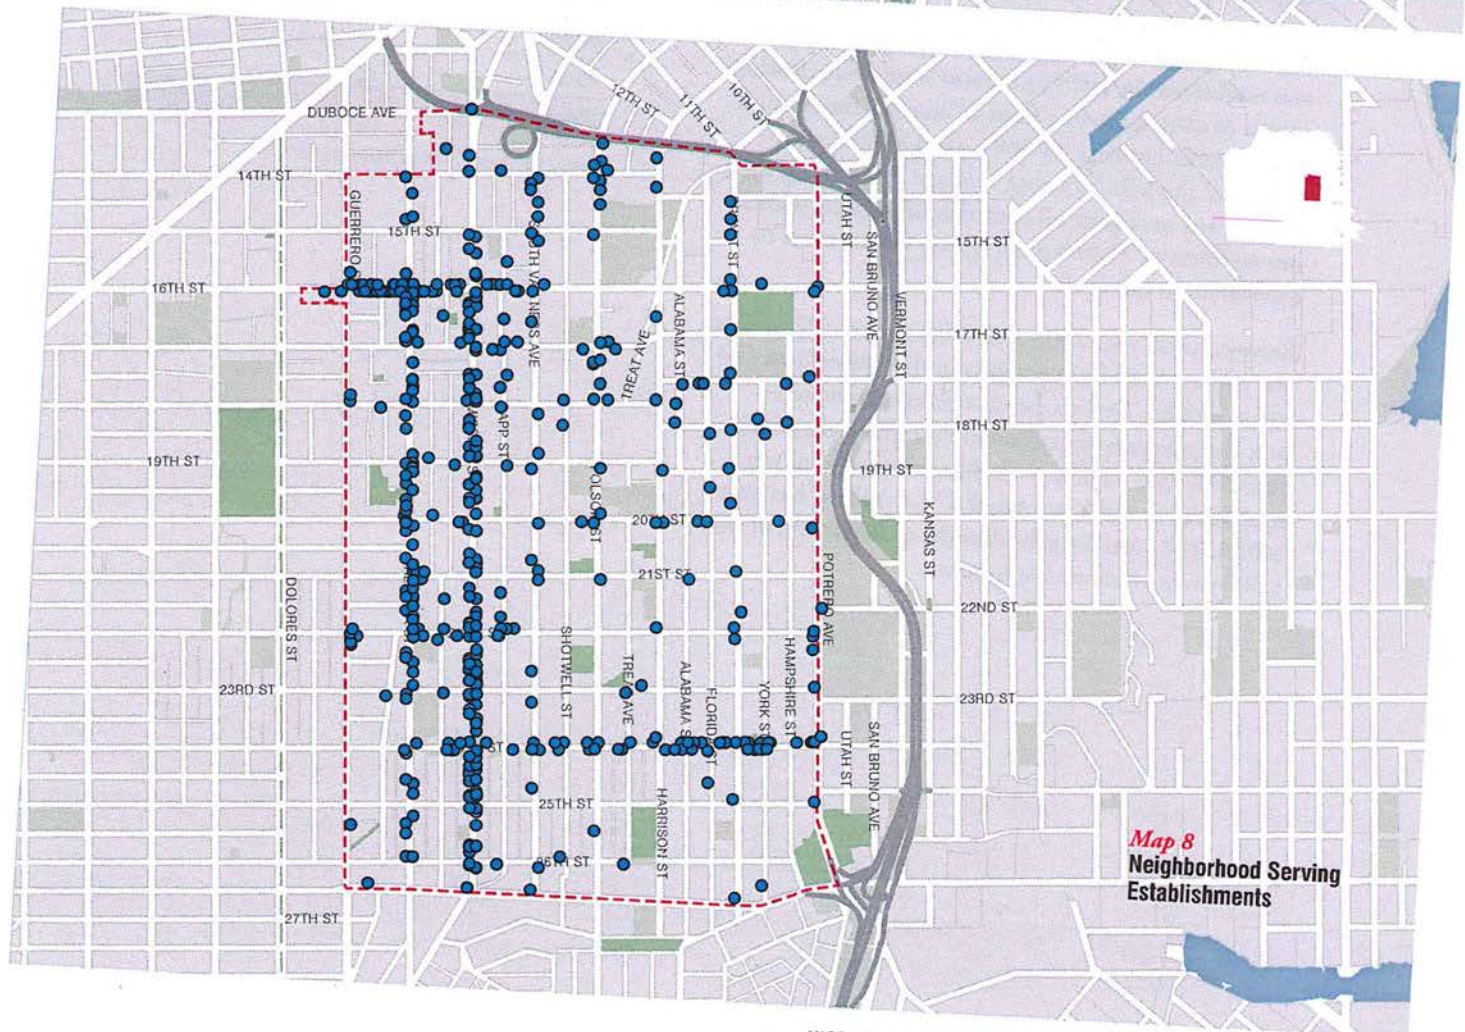 DUBOCE AVE
12TH ST
11TH ST
10TH ST
14TH ST
GUERRERO
15TH ST
UTAH ST
SAN BRUNO AVE
15TH ST
16TH ST
ALABAMA ST
VERMONT ST
17TH ST
TREAT AVE
APP ST
18TH ST
19TH ST
19TH ST
20TH ST
KANSAS ST
21ST ST
DOLORES ST
POTRERO AVE
22ND ST
SHOTWELL ST
HAMPSHIRE ST
23RD ST
ALABAMA S
YORK ST
23RD ST
UTAH ST
SAN BRUNO AVE
25TH ST
HARRISON ST
Map 8
Neighborhood Serving
Establishments
27TH ST